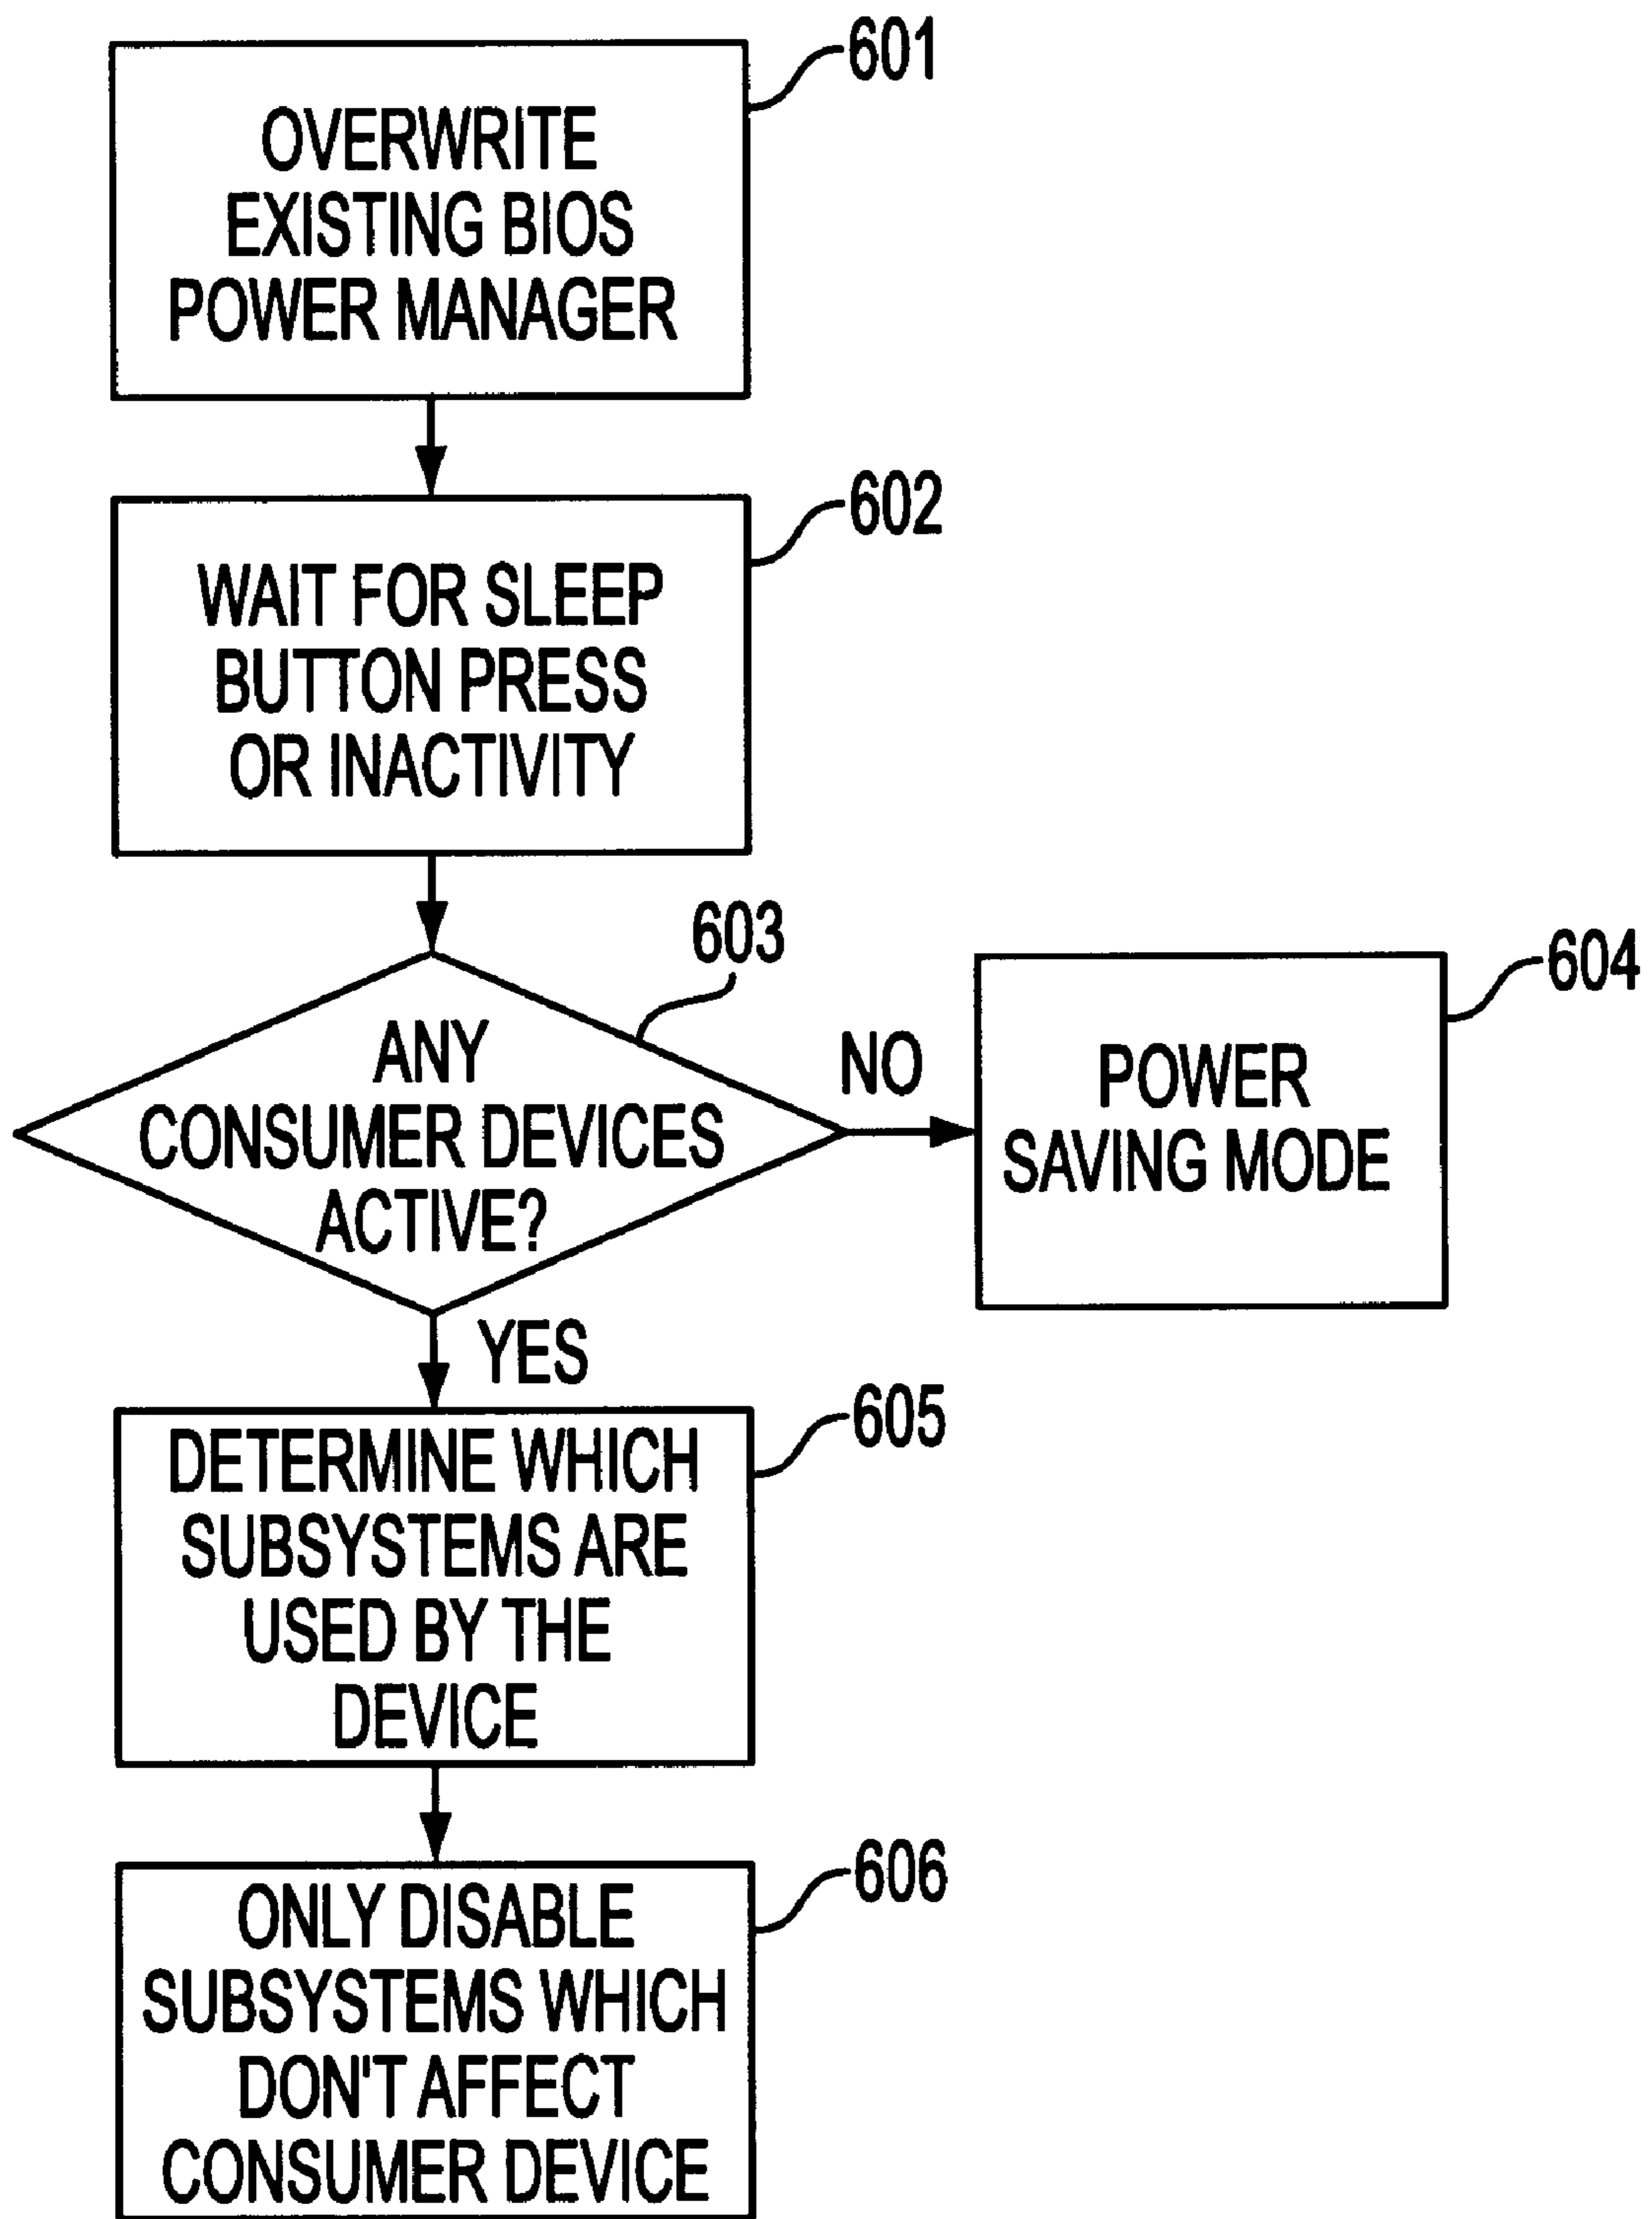 601
OVERWRITE
EXISTING BIOS
POWER MANAGER
602
WAIT FOR SLEEP
BUTTON PRESS
OR INACTIVITY
603
ANY
CONSUMER DEVICES
ACTIVE?
NO
604
POWER
SAVING MODE
YES
605
DETERMINE WHICH
SUBSYSTEMS ARE
USED BY THE
DEVICE
606
ONLY DISABLE
SUBSYSTEMS WHICH
DON'T AFFECT
CONSUMER DEVICE